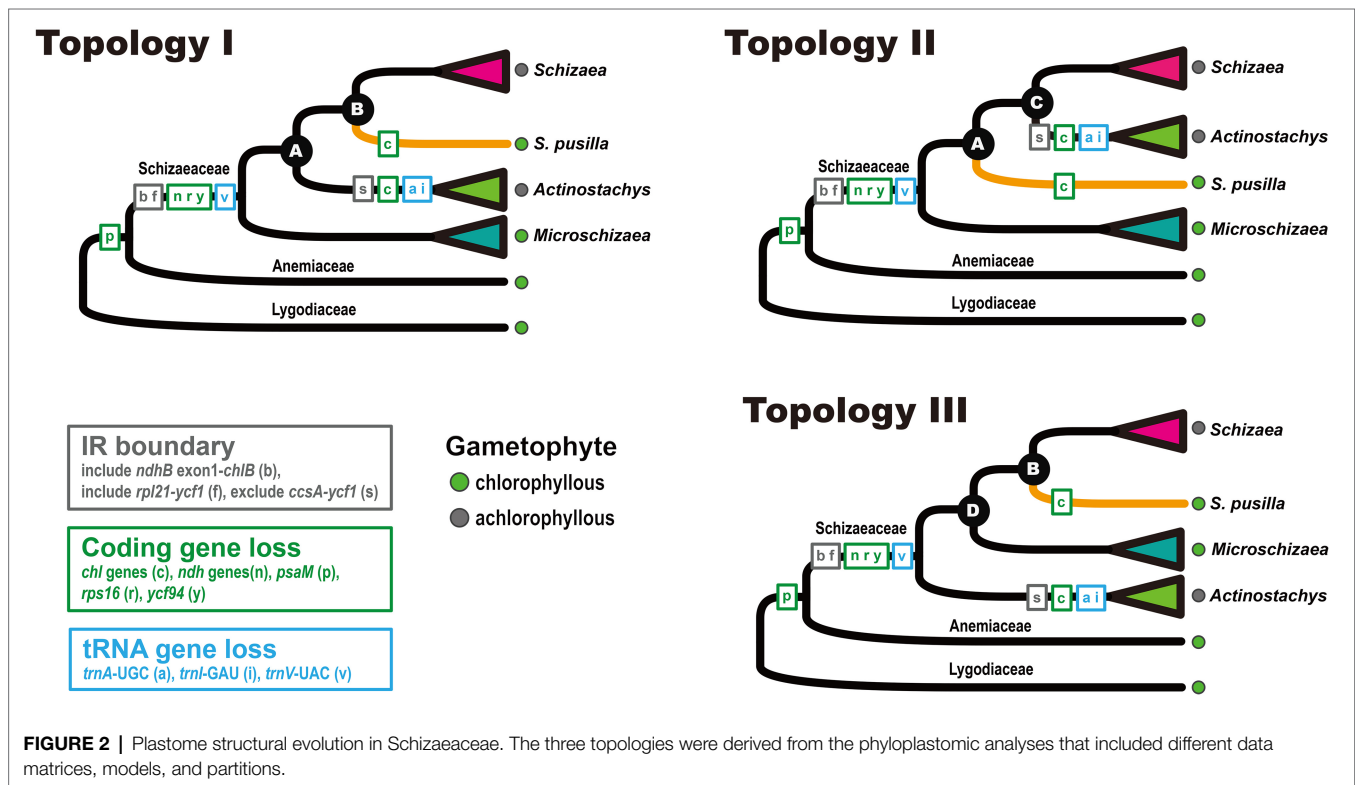 Topology I
Schizaea
B
S. pusilla
c
A
Schizaeaceae
b f n r y v
s c a i
Actinostachys
p
Microschizaea
Anemiaceae
Lygodiaceae
Topology II
Schizaea
C
s c a i
Actinostachys
A
Schizaeaceae
b f n r y v
c
S. pusilla
p
Microschizaea
Anemiaceae
Lygodiaceae
IR boundary
include ndhB exon1-chlB (b),
include rpl21-ycf1 (f), exclude ccsA-ycf1 (s)
Coding gene loss
chl genes (c), ndh genes(n), psaM (p),
rps16 (r), ycf94 (y)
tRNA gene loss
trnA-UGC (a), trnI-GAU (i), trnV-UAC (v)
Gametophyte
chlorophyllous
achlorophyllous
Topology III
Schizaea
B
c
S. pusilla
D
Schizaeaceae
b f n r y v
Microschizaea
p
s c a i
Actinostachys
Anemiaceae
Lygodiaceae
FIGURE 2 | Plastome structural evolution in Schizaeaceae. The three topologies were derived from the phyloplastomic analyses that included different data
matrices, models, and partitions.